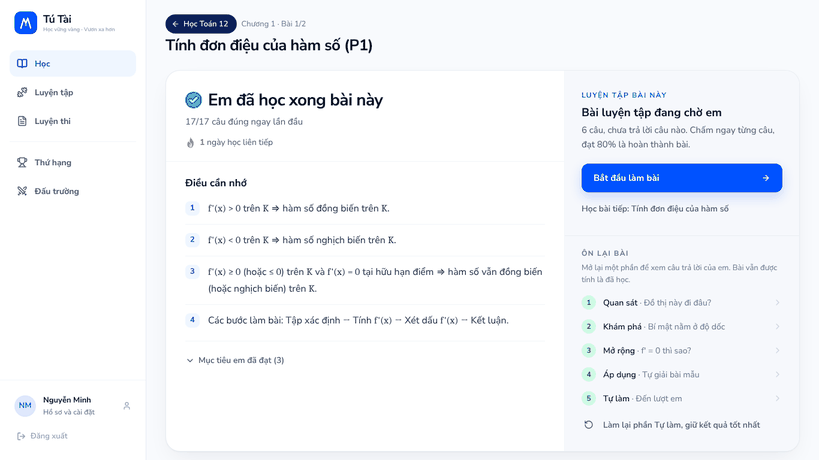 Tú Tài
Học vững vàng · Vươn xa hơn
Học
Luyện tập
Luyện thi
Thứ hạng
Đấu trường
NM
Nguyễn Minh
Hồ sơ và cài đặt
Đăng xuất
← Học Toán 12
Chương 1 · Bài 1/2
Tính đơn điệu của hàm số (P1)
Em đã học xong bài này
17/17 câu đúng ngay lần đầu
1 ngày học liên tiếp
Điều cần nhớ
1 f'(x) > 0 trên K ⇒ hàm số đồng biến trên K.
2 f'(x) < 0 trên K ⇒ hàm số nghịch biến trên K.
3 f'(x) ≥ 0 (hoặc ≤ 0) trên K và f'(x) = 0 tại hữu hạn điểm ⇒ hàm số vẫn đồng biến
(hoặc nghịch biến) trên K.
4 Các bước làm bài: Tập xác định → Tính f'(x) → Xét dấu f'(x) → Kết luận.
Mục tiêu em đã đạt (3)
LUYỆN TẬP BÀI NÀY
Bài luyện tập đang chờ em
6 câu, chưa trả lời câu nào. Chấm ngay từng câu,
đạt 80% là hoàn thành bài.
Bắt đầu làm bài →
Học bài tiếp: Tính đơn điệu của hàm số
ÔN LẠI BÀI
Mở lại một phần để xem câu trả lời của em. Bài vẫn được
tính là đã học.
1 Quan sát · Đồ thị này đi đâu?
2 Khám phá · Bí mật nằm ở độ dốc
3 Mở rộng · f' = 0 thì sao?
4 Áp dụng · Tự giải bài mẫu
5 Tự làm · Đến lượt em
Làm lại phần Tự làm, giữ kết quả tốt nhất